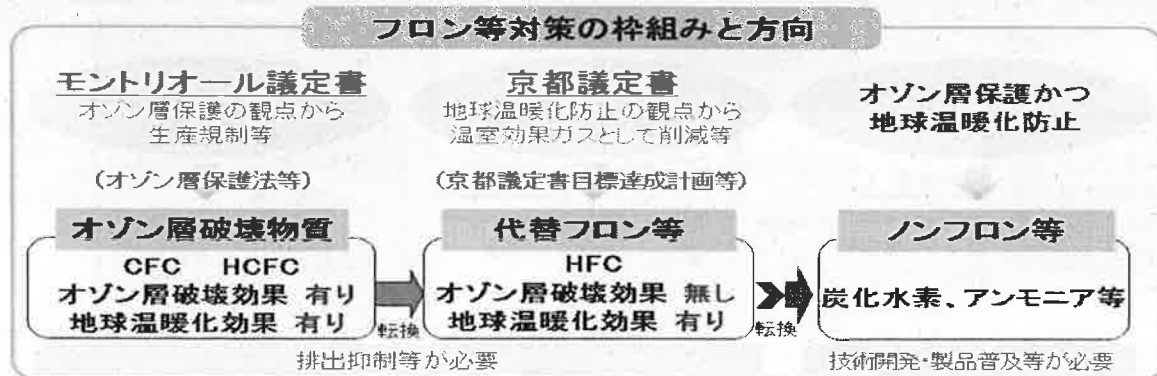 フロン等対策の枠組みと方向
モントリオール議定書
オゾン層保護の観点から
生産規制等
(オゾン層保護法等)
京都議定書
地球温暖化防止の観点から
温室効果ガスとして削減等
(京都議定書目標達成計画等)
オゾン層保護かつ
地球温暖化防止
オゾン層破壊物質
CFC HCFC
オゾン層破壊効果 有り
地球温暖化効果 有り
転換
代替フロン等
HFC
オゾン層破壊効果 無し
地球温暖化効果 有り
転換
ノンフロン等
炭化水素、アンモニア等
排出抑制等が必要
技術開発・製品普及等が必要